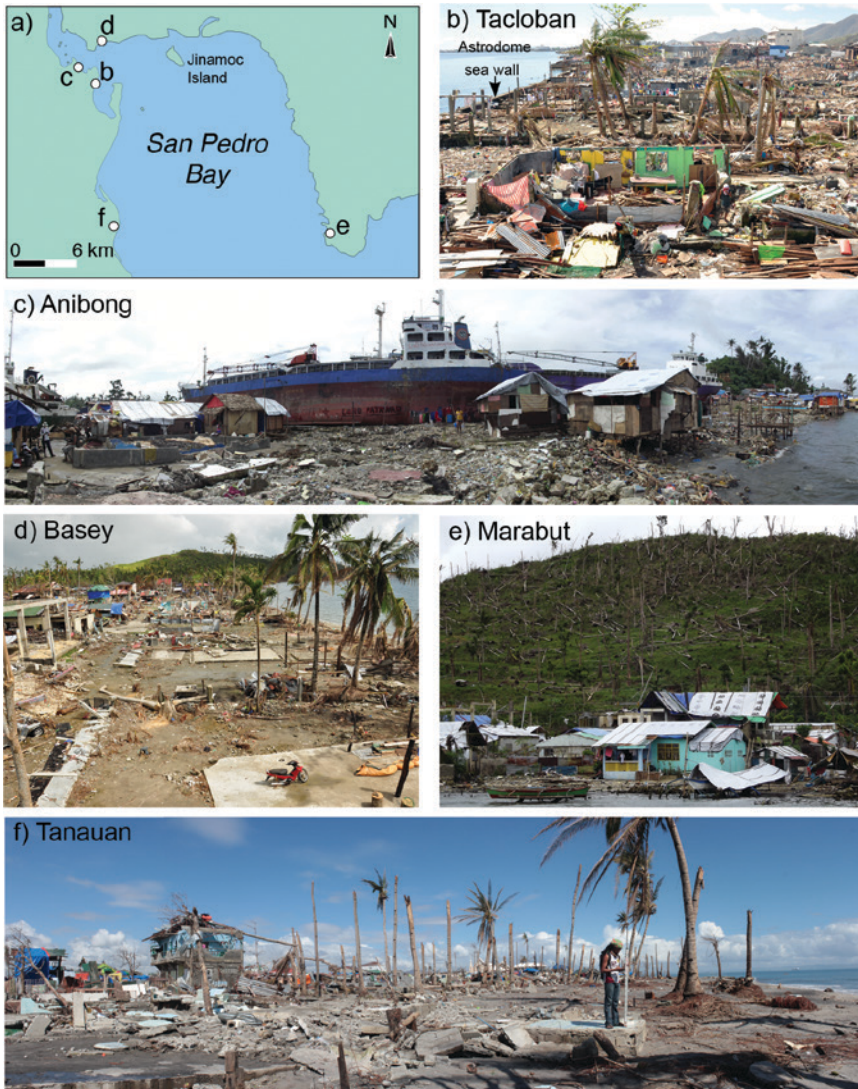 a)
N
d
Jinamoc
Island
c
b
San Pedro
Bay
f
e
0 6 km
b) Tacloban
Astrodome
sea wall
c) Anibong
d) Basey
e) Marabut
f) Tanauan